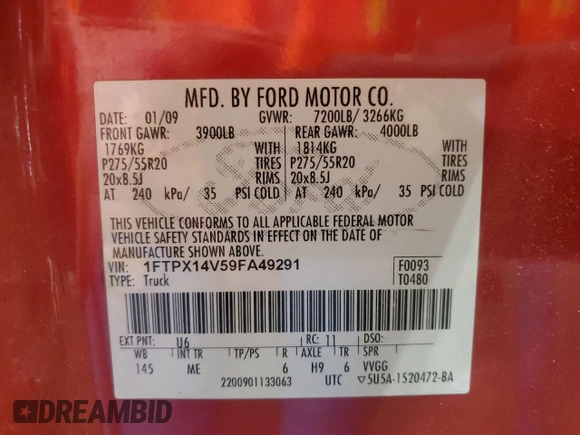 MFD. BY FORD MOTOR CO.
DATE: 01/09 GVWR: 7200LB/ 3266KG
FRONT GAWR: 3900LB REAR GAWR: 4000LB
1769KG WITH 1814KG WITH
P275/55R20 TIRES P275/55R20 TIRES
20x8.5J RIMS 20x8.5J RIMS
AT 240 kPa/ 35 PSI COLD AT 240 kPa/ 35 PSI COLD
THIS VEHICLE CONFORMS TO ALL APPLICABLE FEDERAL MOTOR
VEHICLE SAFETY STANDARDS IN EFFECT ON THE DATE OF
MANUFACTURE SHOWN ABOVE.
VIN: 1FTPX14V59FA49291 F0093
TYPE: Truck T0480
EXT PNT: U6 RC: 11 DSO:
WB INT TR TP/PS R AXLE TR SPR
145 ME 6 H9 6 VVGG
2200901133063 UTC ▽5U5A-1520472-BA
DREAMBID